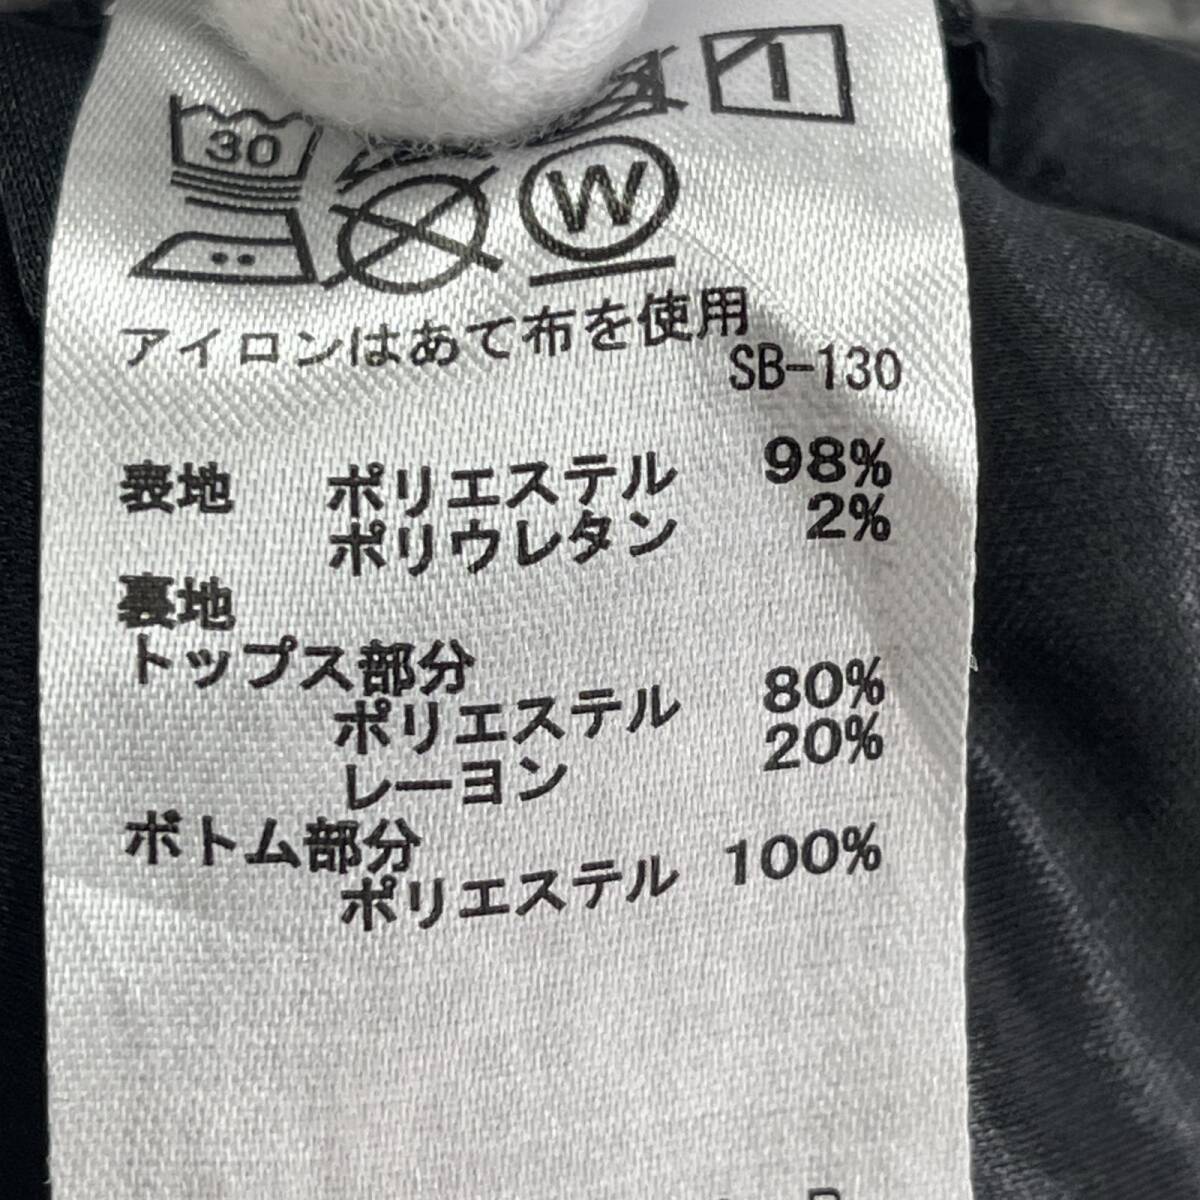 30
W
アイロンはあて布を使用
SB-130
表地 ポリエステル 98%
ポリウレタン 2%
裏地
トップス部分
ポリエステル 80%
レーヨン 20%
ボトム部分
ポリエステル 100%